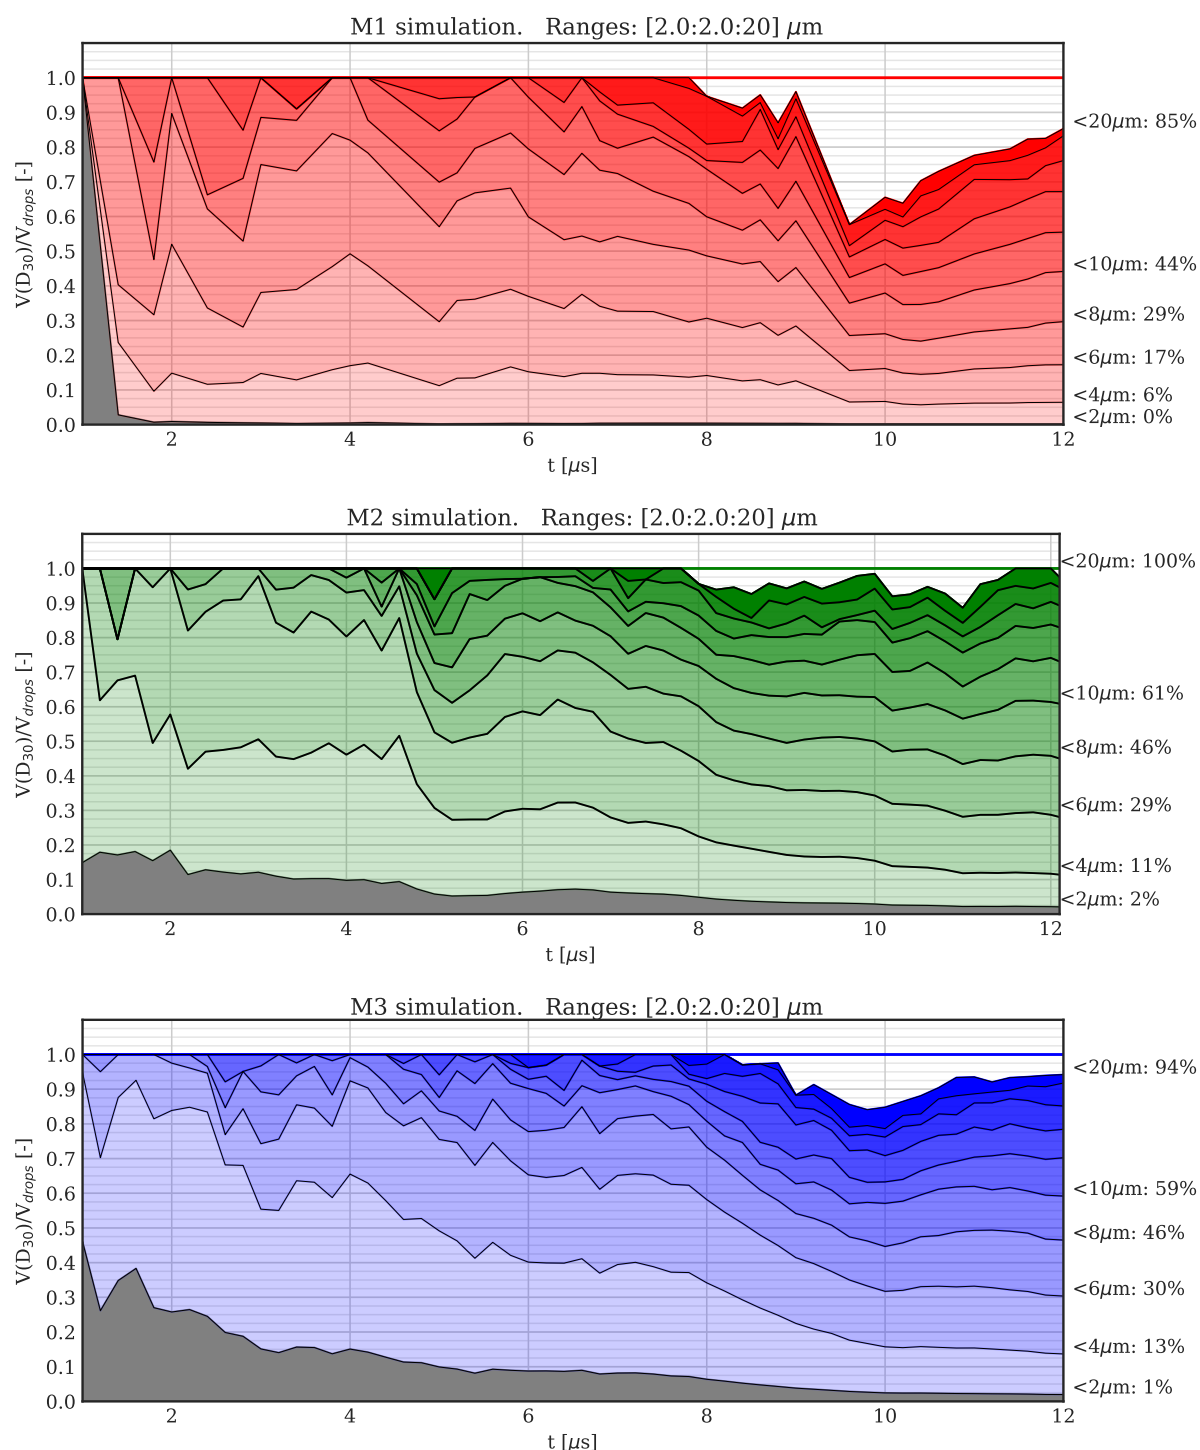 M1 simulation.   Ranges: [2.0:2.0:20] μm
V(D₃₀)/V_drops [-]
1.0
0.9
0.8
0.7
0.6
0.5
0.4
0.3
0.2
0.1
0.0
<20μm: 85%
<10μm: 44%
<8μm: 29%
<6μm: 17%
<4μm: 6%
<2μm: 0%
2 4 6 8 10 12
t [μs]
M2 simulation.   Ranges: [2.0:2.0:20] μm
V(D₃₀)/V_drops [-]
1.0
0.9
0.8
0.7
0.6
0.5
0.4
0.3
0.2
0.1
0.0
<20μm: 100%
<10μm: 61%
<8μm: 46%
<6μm: 29%
<4μm: 11%
<2μm: 2%
2 4 6 8 10 12
t [μs]
M3 simulation.   Ranges: [2.0:2.0:20] μm
V(D₃₀)/V_drops [-]
1.0
0.9
0.8
0.7
0.6
0.5
0.4
0.3
0.2
0.1
0.0
<20μm: 94%
<10μm: 59%
<8μm: 46%
<6μm: 30%
<4μm: 13%
<2μm: 1%
2 4 6 8 10 12
t [μs]